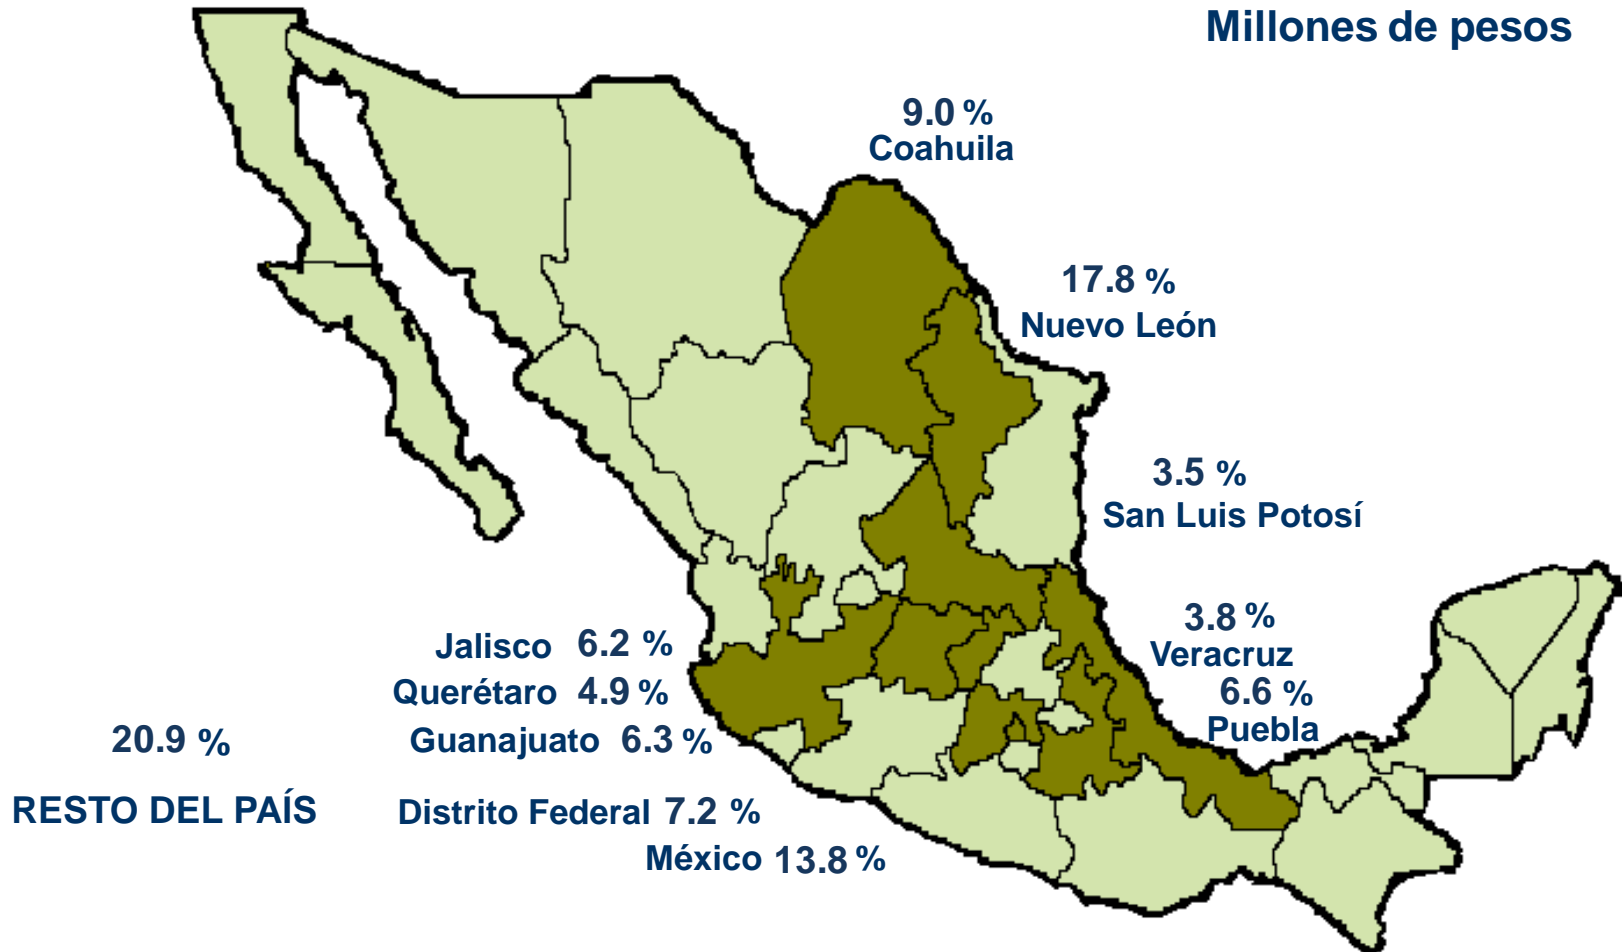 Millones de pesos
9.0 %
Coahuila
17.8 %
Nuevo León
3.5 %
San Luis Potosí
3.8 %
Veracruz
6.6 %
Puebla
Jalisco 6.2 %
Querétaro 4.9 %
Guanajuato 6.3 %
20.9 %
RESTO DEL PAÍS
Distrito Federal 7.2 %
México 13.8 %